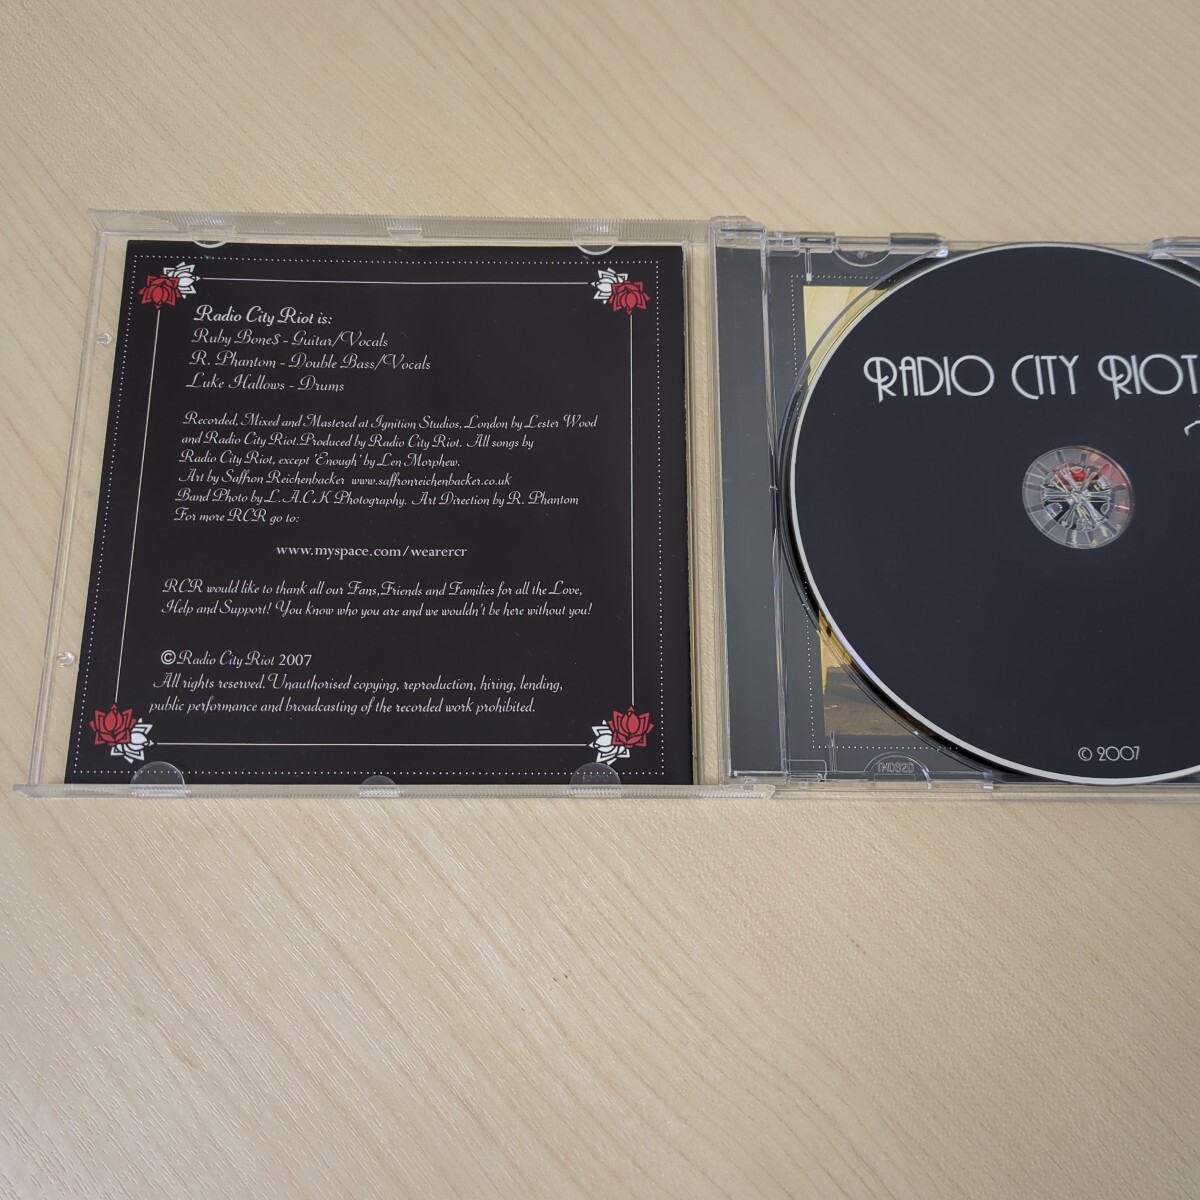 Radio City Riot is:
Ruby Bone$ - Guitar/Vocals
R. Phantom - Double Bass/Vocals
Luke Hallows - Drums
Recorded, Mixed and Mastered at Ignition Studios, London by Lester Wood
and Radio City Riot.Produced by Radio City Riot. All songs by
Radio City Riot, except 'Enough' by Len Morphew.
Art by Saffron Reichenbacker www.saffronreichenbacker.co.uk
Band Photo by L.A.C.K Photography. Art Direction by R. Phantom
For more RCR go to:
www.myspace.com/wearercr
RCR would like to thank all our Fans,Friends and Families for all the Love,
Help and Support! You know who you are and we wouldn't be here without you!
© Radio City Riot 2007
All rights reserved. Unauthorised copying, reproduction, hiring, lending,
public performance and broadcasting of the recorded work prohibited.
RADIO CITY RIOT
© 2007